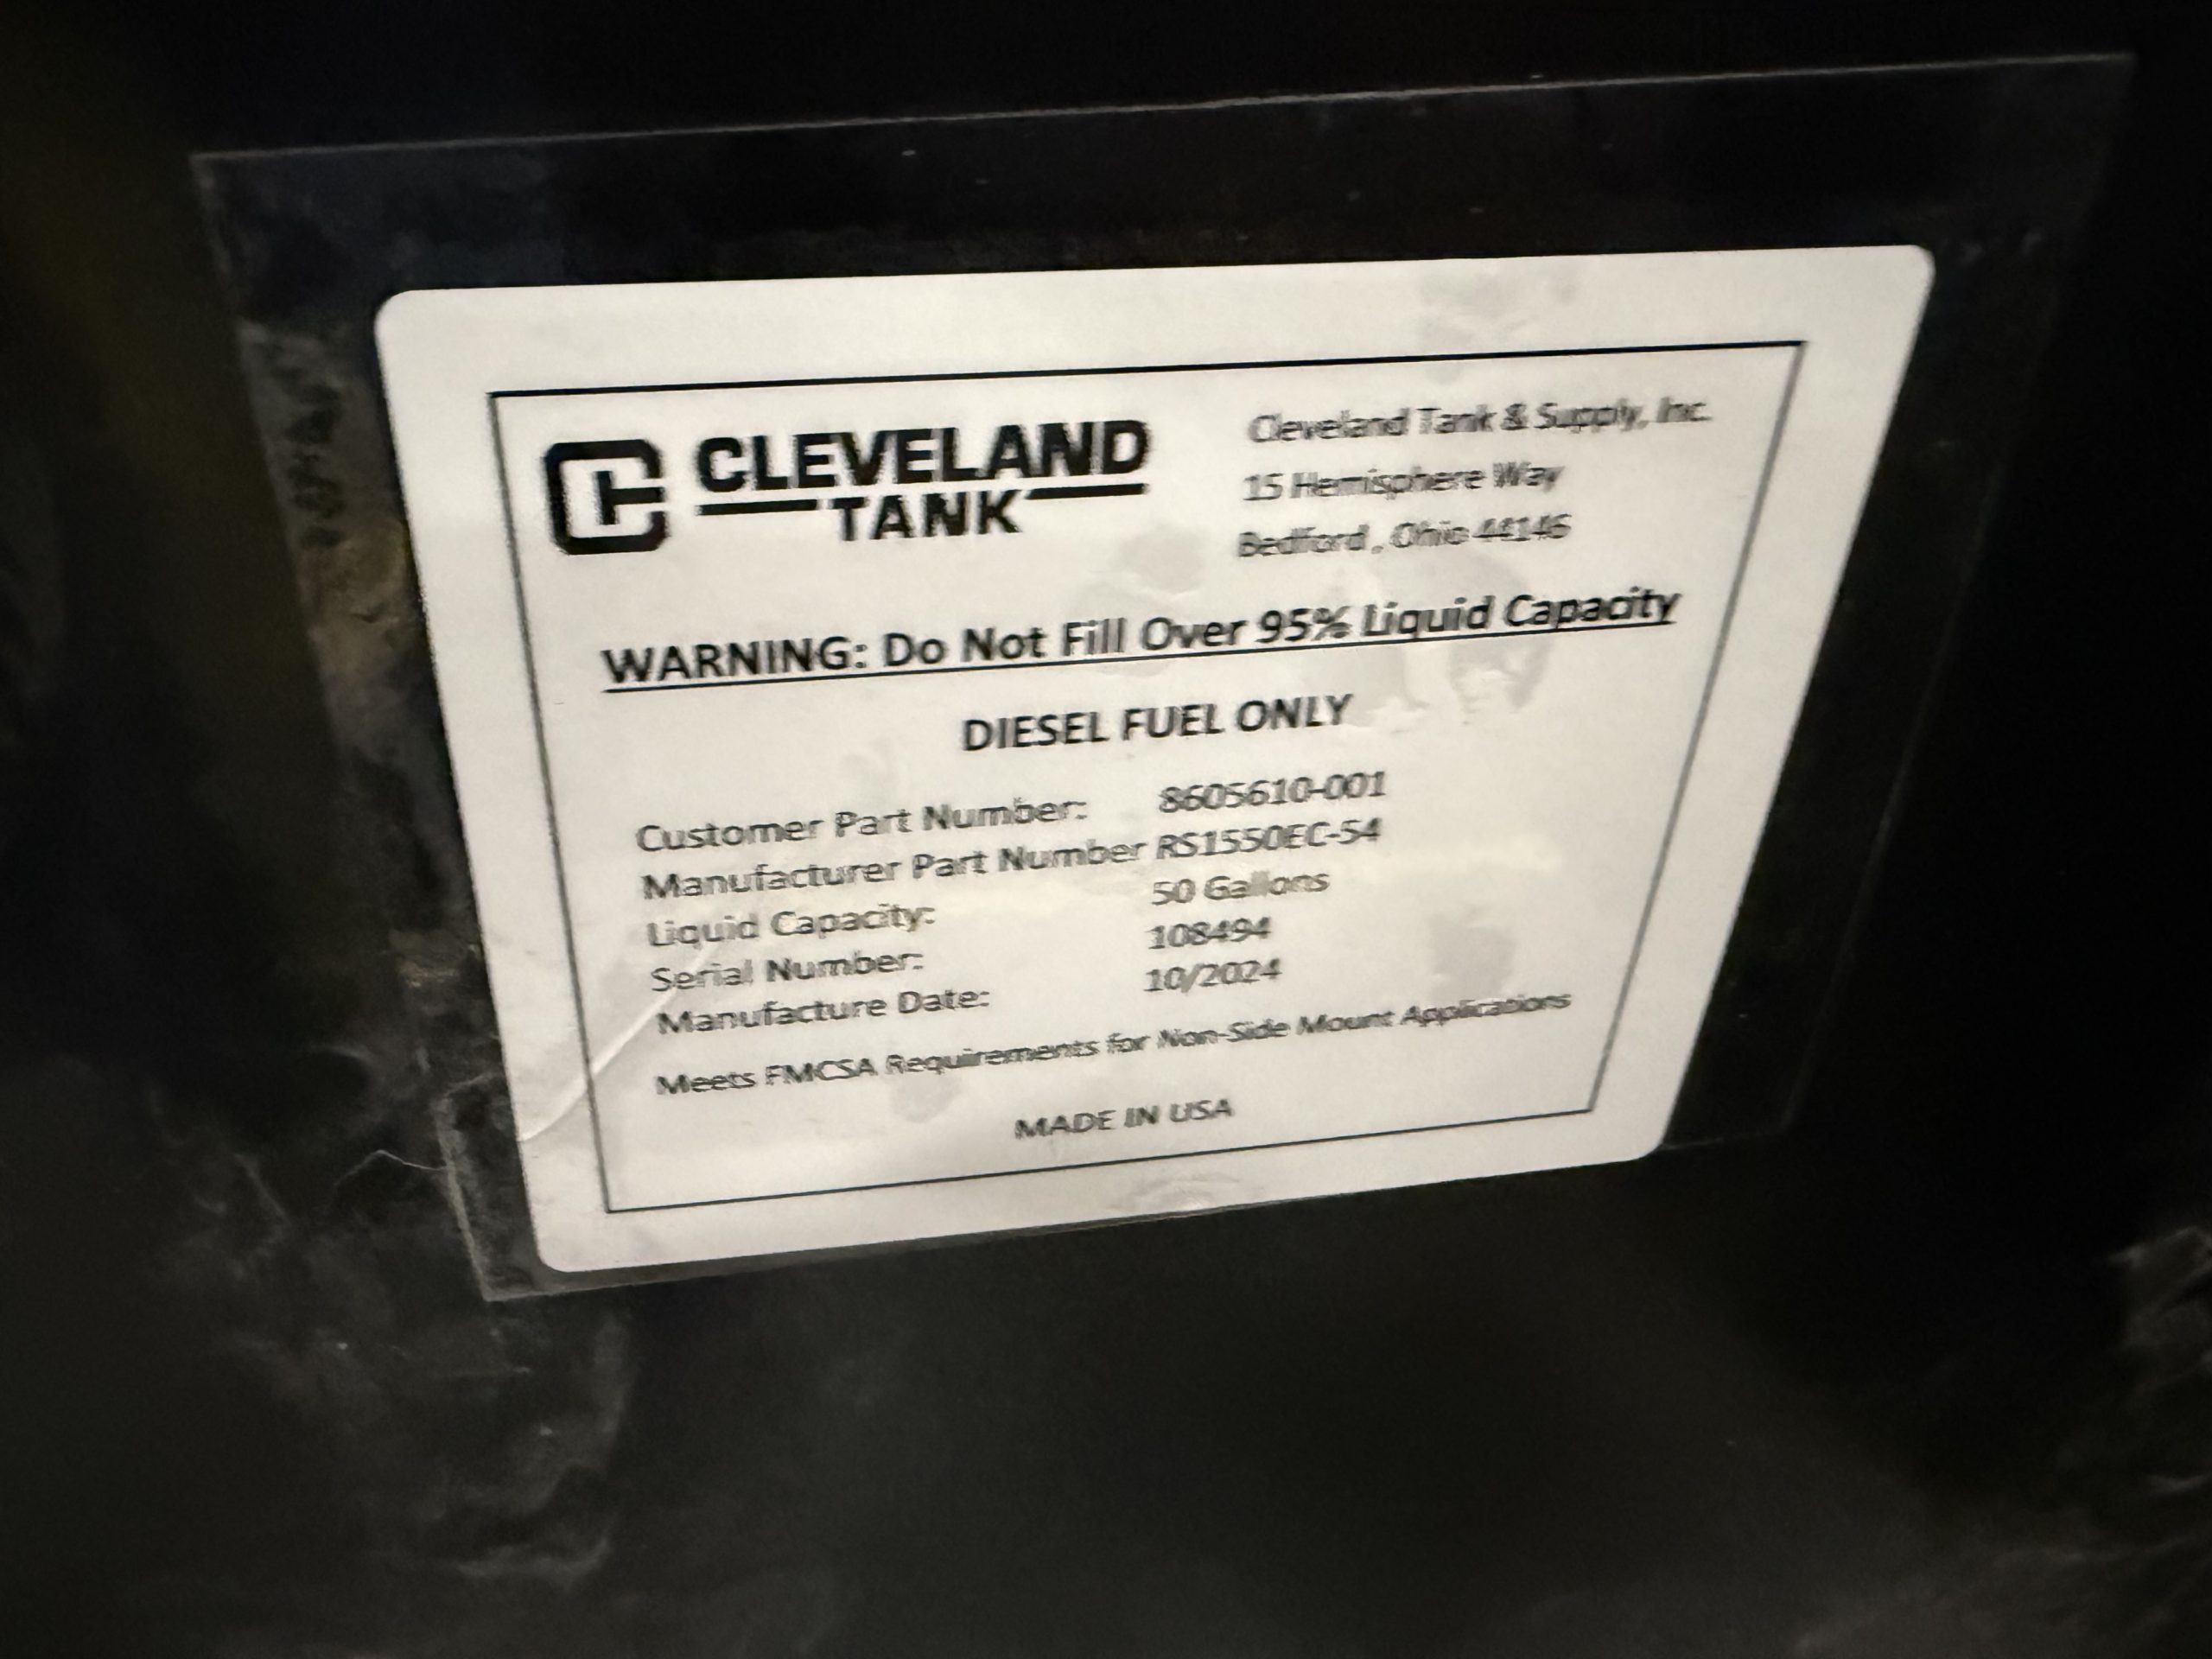 CLEVELAND
TANK
Cleveland Tank & Supply, Inc.
15 Hemisphere Way
Bedford , Ohio 44146
WARNING: Do Not Fill Over 95% Liquid Capacity
DIESEL FUEL ONLY
Customer Part Number: 8605610-001
Manufacturer Part Number RS1550EC-54
Liquid Capacity: 50 Gallons
Serial Number: 108494
Manufacture Date: 10/2024
Meets FMCSA Requirements for Non-Side Mount Applications
MADE IN USA